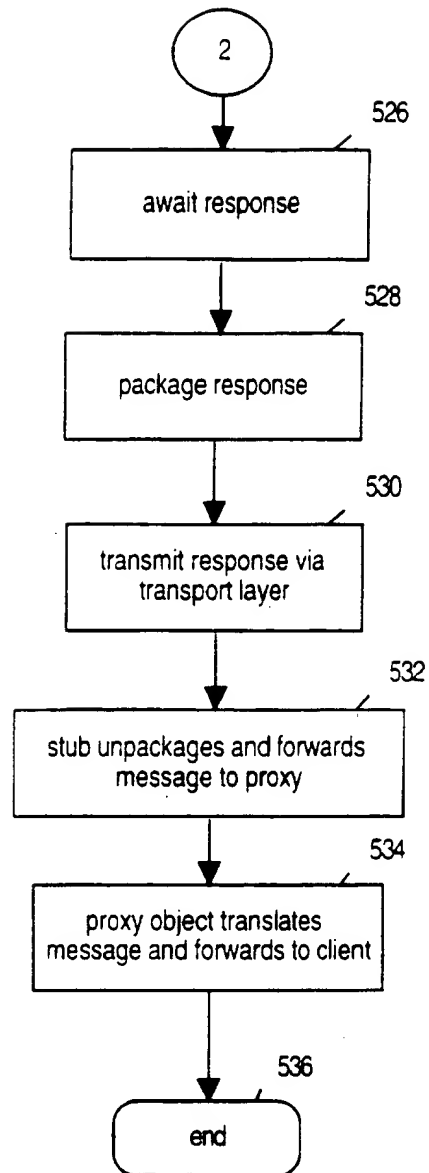 2
526
await response
528
package response
530
transmit response via
transport layer
532
stub unpackages and forwards
message to proxy
534
proxy object translates
message and forwards to client
536
end